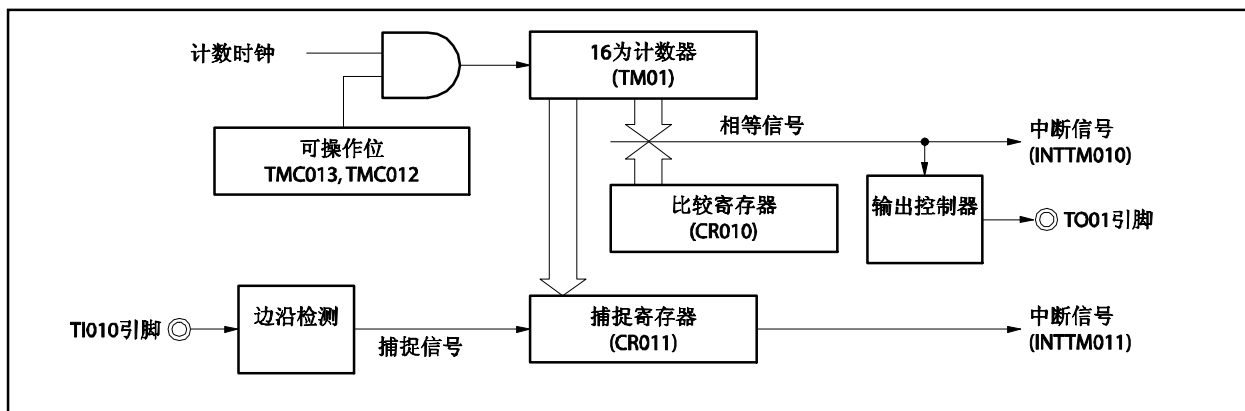 计数时钟
16为计数器
(TM01)
可操作位
TMC013, TMC012
相等信号
中断信号
(INTTM010)
比较寄存器
(CR010)
输出控制器
TO01引脚
TI010引脚
边沿检测
捕捉信号
捕捉寄存器
(CR011)
中断信号
(INTTM011)